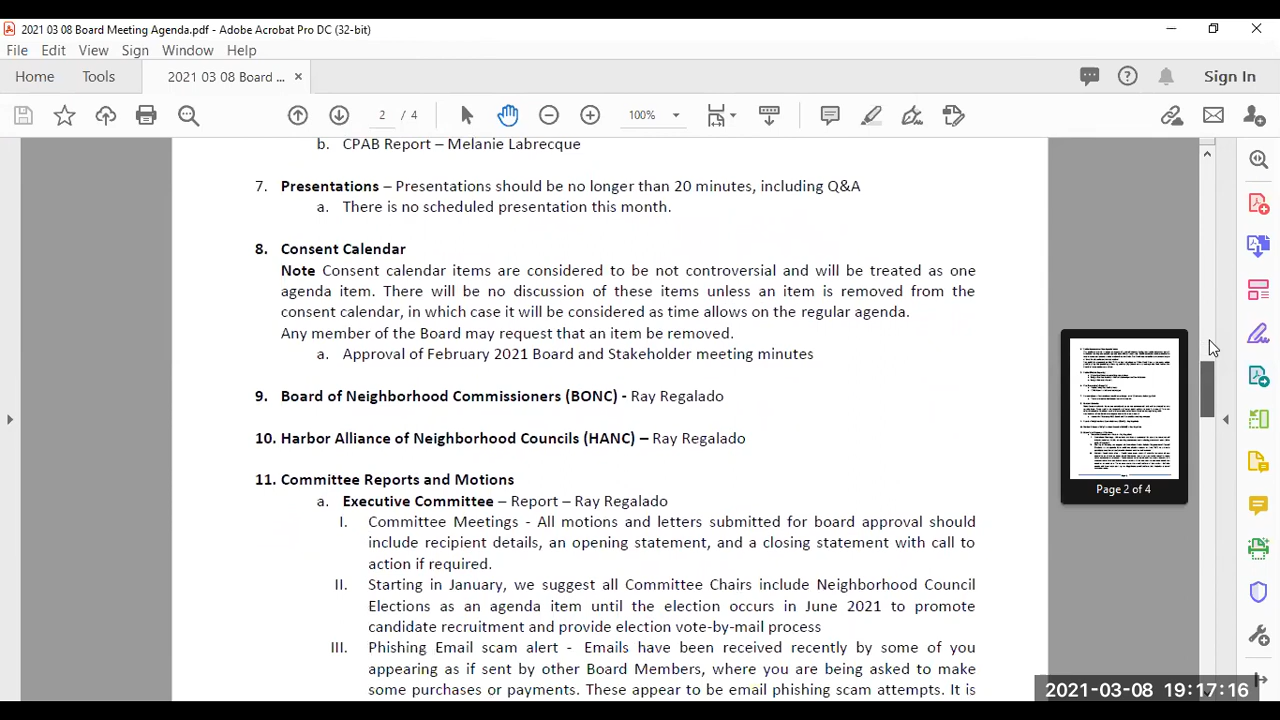 2021 03 08 Board Meeting Agenda.pdf - Adobe Acrobat Pro DC (32-bit)
File Edit View Sign Window Help
Home Tools 2021 03 08 Board ... × Sign In
2 / 4 100%
b. CPAB Report – Melanie Labrecque
7. Presentations – Presentations should be no longer than 20 minutes, including Q&A
a. There is no scheduled presentation this month.
8. Consent Calendar
Note Consent calendar items are considered to be not controversial and will be treated as one
agenda item. There will be no discussion of these items unless an item is removed from the
consent calendar, in which case it will be considered as time allows on the regular agenda.
Any member of the Board may request that an item be removed.
a. Approval of February 2021 Board and Stakeholder meeting minutes
9. Board of Neighborhood Commissioners (BONC) - Ray Regalado
10. Harbor Alliance of Neighborhood Councils (HANC) – Ray Regalado
11. Committee Reports and Motions
a. Executive Committee – Report – Ray Regalado
I. Committee Meetings - All motions and letters submitted for board approval should
include recipient details, an opening statement, and a closing statement with call to
action if required.
II. Starting in January, we suggest all Committee Chairs include Neighborhood Council
Elections as an agenda item until the election occurs in June 2021 to promote
candidate recruitment and provide election vote-by-mail process
III. Phishing Email scam alert - Emails have been received recently by some of you
appearing as if sent by other Board Members, where you are being asked to make
some purchases or payments. These appear to be email phishing scam attempts. It is
Page 2 of 4
2021-03-08 19:17:16